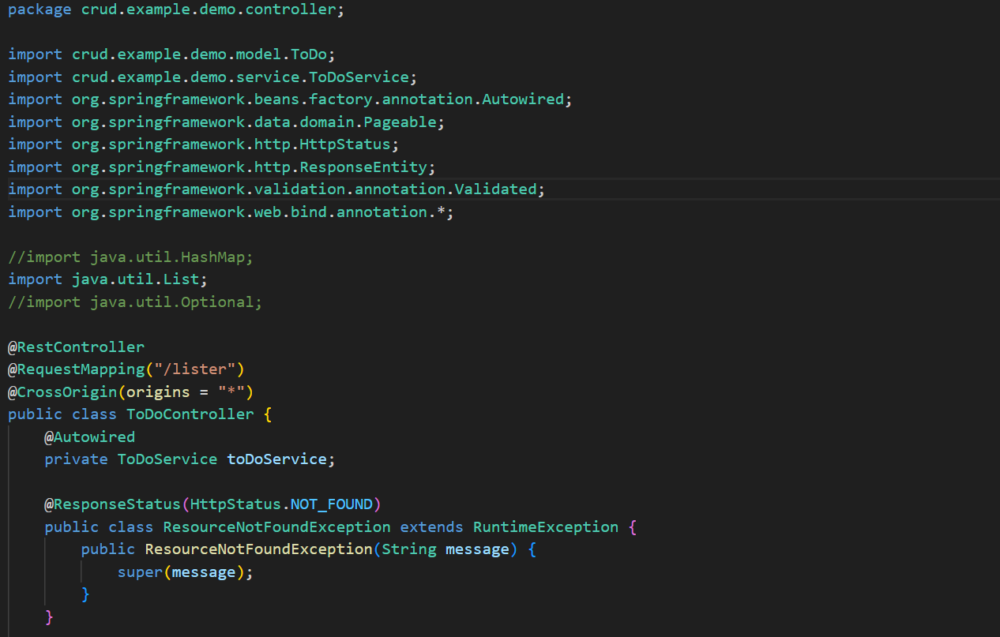 package crud.example.demo.controller;
import crud.example.demo.model.ToDo;
import crud.example.demo.service.ToDoService;
import org.springframework.beans.factory.annotation.Autowired;
import org.springframework.data.domain.Pageable;
import org.springframework.http.HttpStatus;
import org.springframework.http.ResponseEntity;
import org.springframework.validation.annotation.Validated;
import org.springframework.web.bind.annotation.*;
//import java.util.HashMap;
import java.util.List;
//import java.util.Optional;
@RestController
@RequestMapping("/lister")
@CrossOrigin(origins = "*")
public class ToDoController {
    @Autowired
    private ToDoService toDoService;
    @ResponseStatus(HttpStatus.NOT_FOUND)
    public class ResourceNotFoundException extends RuntimeException {
        public ResourceNotFoundException(String message) {
            super(message);
        }
    }